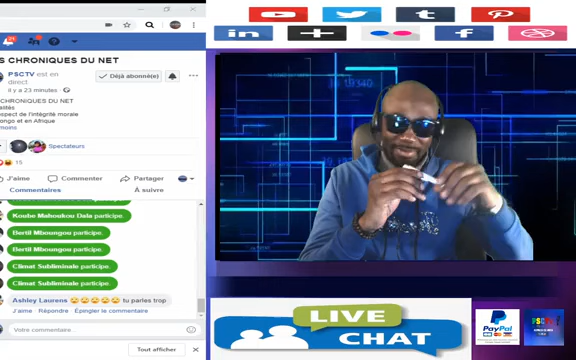 S CHRONIQUES DU NET
PSCTV est en
direct
il y a 23 minutes
Déjà abonné(e)
CHRONIQUES DU NET
alités
spect de l'intégrité morale
ongo et en Afrique
moins
Spectateurs
15
J'aime
Commenter
Partager
Commentaires
À suivre
Koube Mahoukou Dala participe.
Bertil Mboungou participe.
Bertil Mboungou participe.
Climat Subliminale participe.
Climat Subliminale participe.
Ashley Laurens tu parles trop
J'aime · Répondre · Épingler le commentaire
Votre commentaire...
Tout afficher
LIVE
CHAT
PayPal